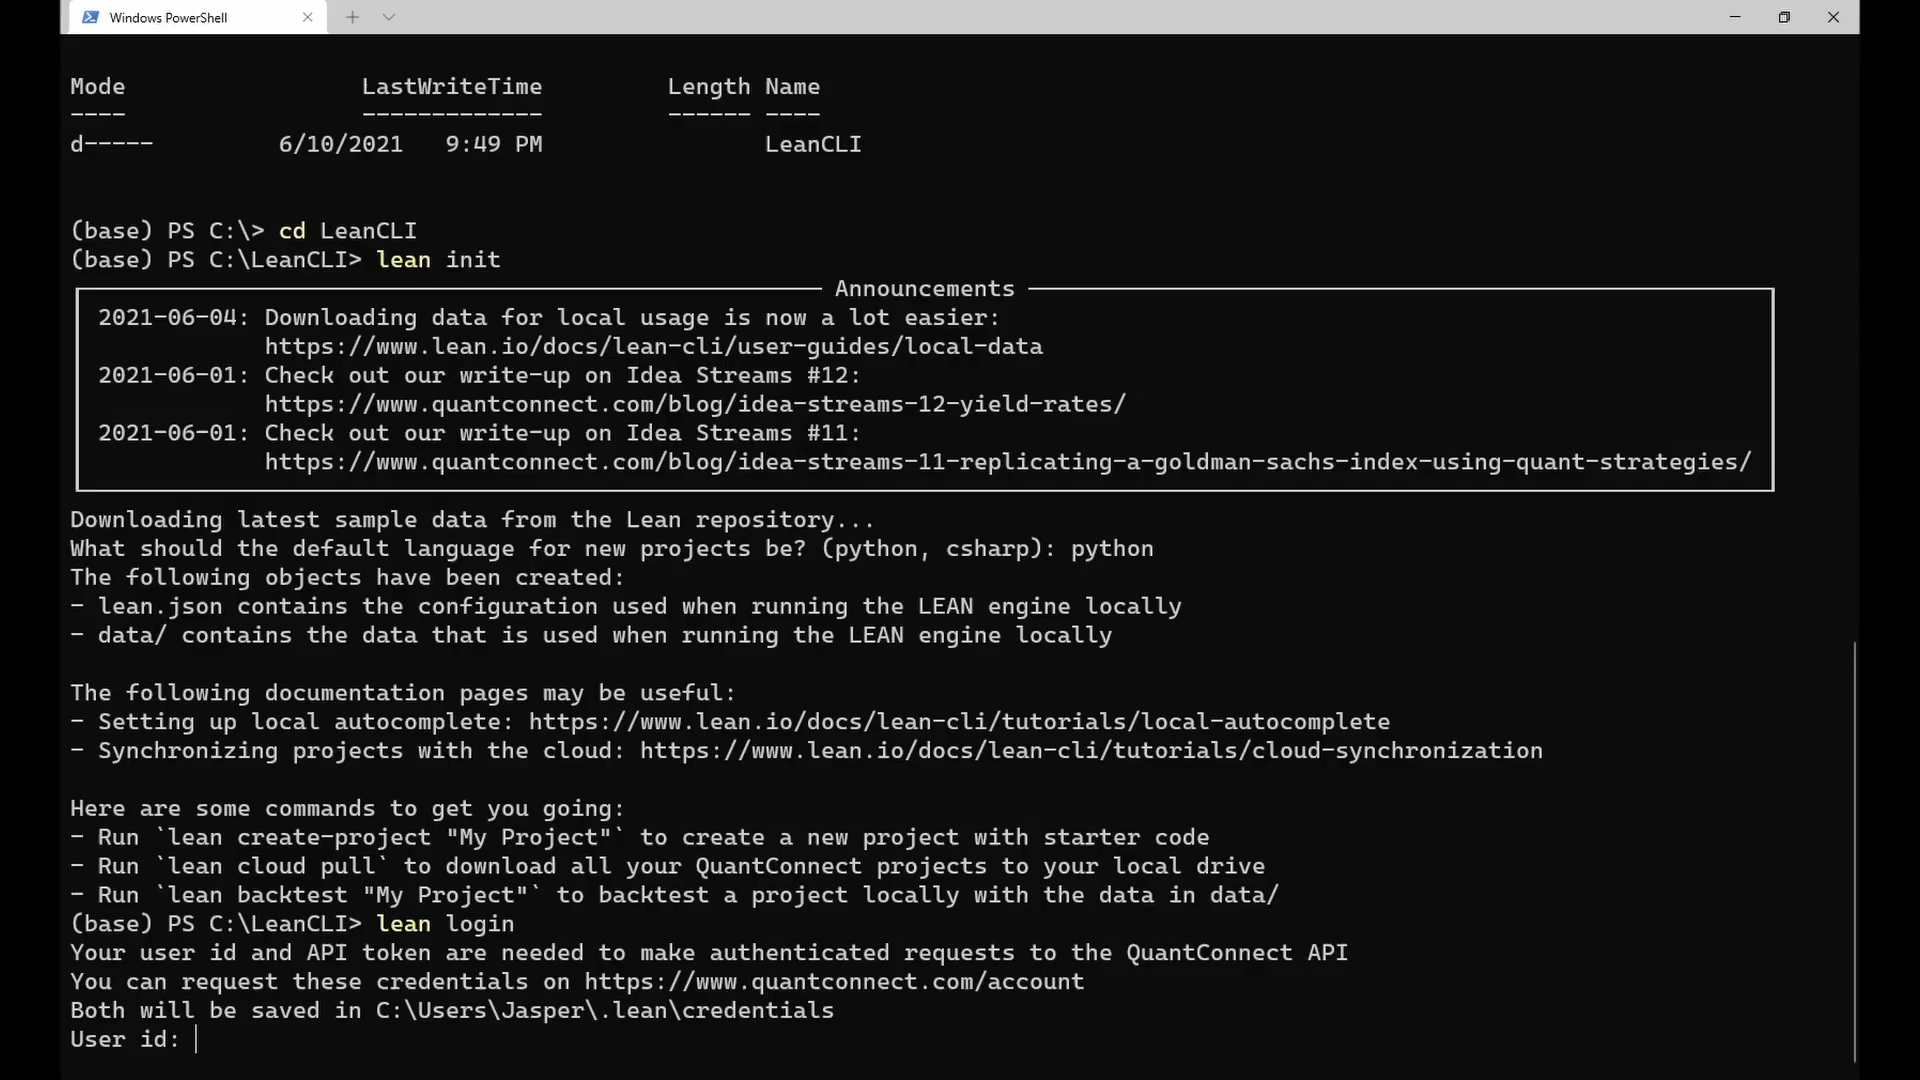 Windows PowerShell
Mode LastWriteTime Length Name
---- ------------- ------ ----
d----- 6/10/2021 9:49 PM LeanCLI
(base) PS C:\> cd LeanCLI
(base) PS C:\LeanCLI> lean init
Announcements
2021-06-04: Downloading data for local usage is now a lot easier:
https://www.lean.io/docs/lean-cli/user-guides/local-data
2021-06-01: Check out our write-up on Idea Streams #12:
https://www.quantconnect.com/blog/idea-streams-12-yield-rates/
2021-06-01: Check out our write-up on Idea Streams #11:
https://www.quantconnect.com/blog/idea-streams-11-replicating-a-goldman-sachs-index-using-quant-strategies/
Downloading latest sample data from the Lean repository...
What should the default language for new projects be? (python, csharp): python
The following objects have been created:
- lean.json contains the configuration used when running the LEAN engine locally
- data/ contains the data that is used when running the LEAN engine locally
The following documentation pages may be useful:
- Setting up local autocomplete: https://www.lean.io/docs/lean-cli/tutorials/local-autocomplete
- Synchronizing projects with the cloud: https://www.lean.io/docs/lean-cli/tutorials/cloud-synchronization
Here are some commands to get you going:
- Run `lean create-project "My Project"` to create a new project with starter code
- Run `lean cloud pull` to download all your QuantConnect projects to your local drive
- Run `lean backtest "My Project"` to backtest a project locally with the data in data/
(base) PS C:\LeanCLI> lean login
Your user id and API token are needed to make authenticated requests to the QuantConnect API
You can request these credentials on https://www.quantconnect.com/account
Both will be saved in C:\Users\Jasper\.lean\credentials
User id: